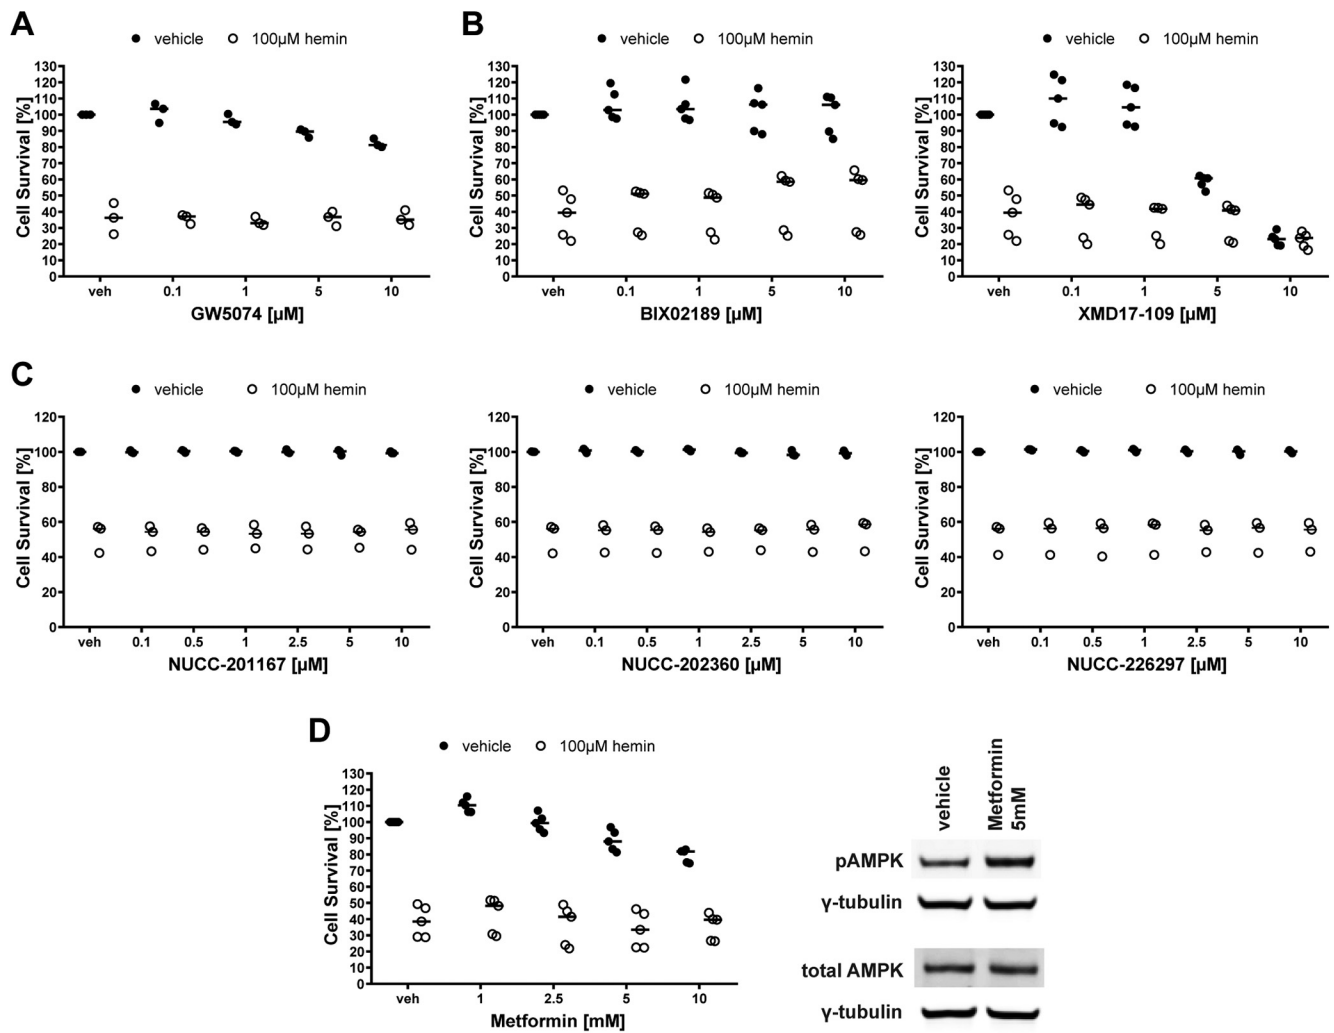 A
vehicle 100µM hemin
Cell Survival [%]
130
120
110
100
90
80
70
60
50
40
30
20
10
0
veh 0.1 1 5 10
GW5074 [µM]
B
vehicle 100µM hemin
Cell Survival [%]
130
120
110
100
90
80
70
60
50
40
30
20
10
0
veh 0.1 1 5 10
BIX02189 [µM]
vehicle 100µM hemin
Cell Survival [%]
130
120
110
100
90
80
70
60
50
40
30
20
10
0
veh 0.1 1 5 10
XMD17-109 [µM]
C
vehicle 100µM hemin
Cell Survival [%]
120
100
80
60
40
20
0
veh 0.1 0.5 1 2.5 5 10
NUCC-201167 [µM]
vehicle 100µM hemin
Cell Survival [%]
120
100
80
60
40
20
0
veh 0.1 0.5 1 2.5 5 10
NUCC-202360 [µM]
vehicle 100µM hemin
Cell Survival [%]
120
100
80
60
40
20
0
veh 0.1 0.5 1 2.5 5 10
NUCC-226297 [µM]
D
vehicle 100µM hemin
Cell Survival [%]
130
120
110
100
90
80
70
60
50
40
30
20
10
0
veh 1 2.5 5 10
Metformin [mM]
vehicle
Metformin
5mM
pAMPK
γ-tubulin
total AMPK
γ-tubulin